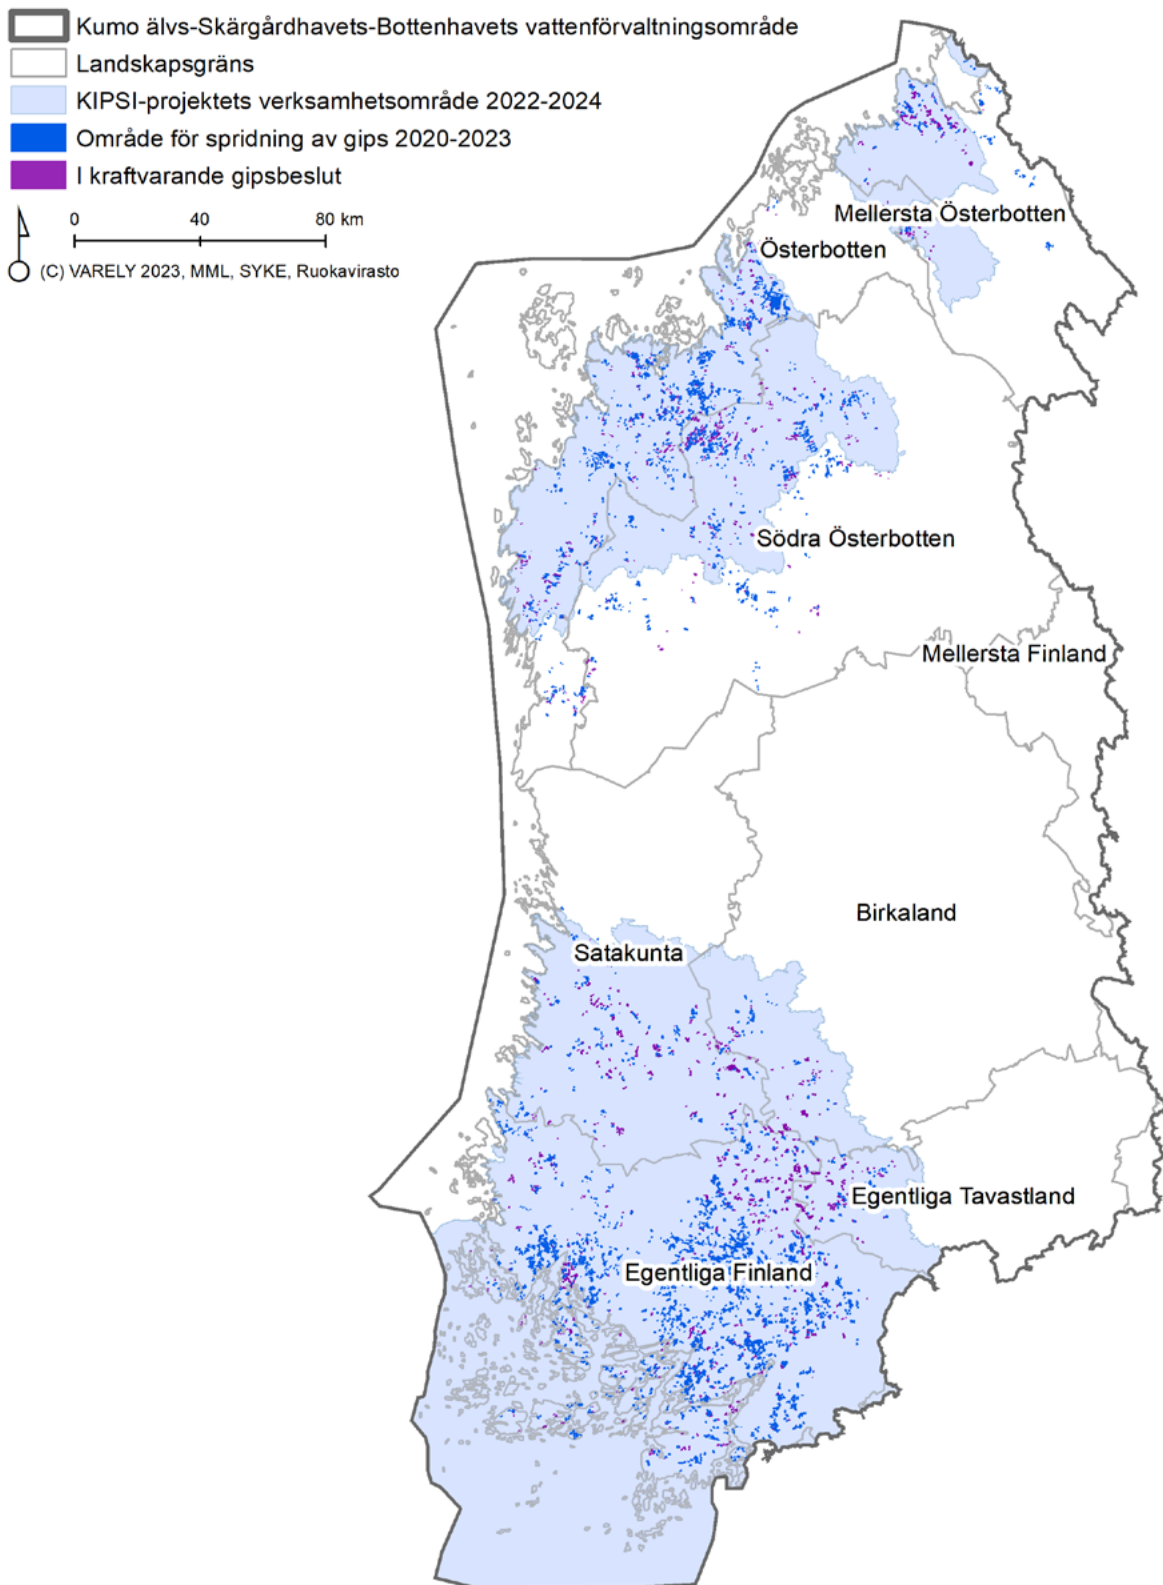 Kumo älvs-Skärgårdhavets-Bottenhavets vattenförvaltningsområde
Landskapsgräns
KIPSI-projektets verksamhetsområde 2022-2024
Område för spridning av gips 2020-2023
I kraftvarande gipsbeslut
0 40 80 km
(C) VARELY 2023, MML, SYKE, Ruokavirasto
Mellersta Österbotten
Österbotten
Södra Österbotten
Mellersta Finland
Birkaland
Satakunta
Egentliga Tavastland
Egentliga Finland